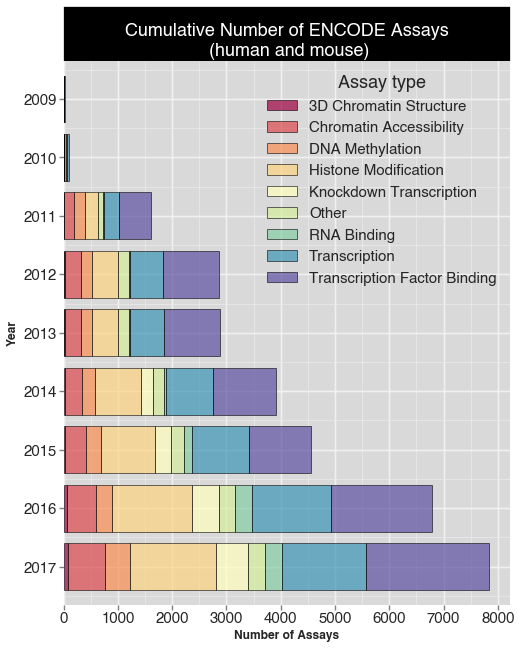 Cumulative Number of ENCODE Assays
(human and mouse)
Assay type
3D Chromatin Structure
Chromatin Accessibility
DNA Methylation
Histone Modification
Knockdown Transcription
Other
RNA Binding
Transcription
Transcription Factor Binding
Year
2009
2010
2011
2012
2013
2014
2015
2016
2017
0 1000 2000 3000 4000 5000 6000 7000 8000
Number of Assays